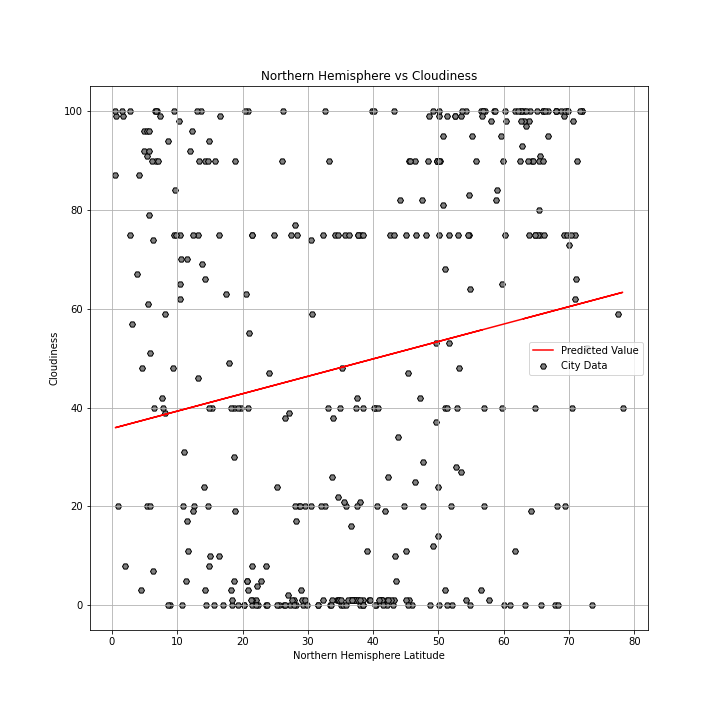 Northern Hemisphere vs Cloudiness
100
80
60
40
20
0
Cloudiness
Predicted Value
City Data
0 10 20 30 40 50 60 70 80
Northern Hemisphere Latitude